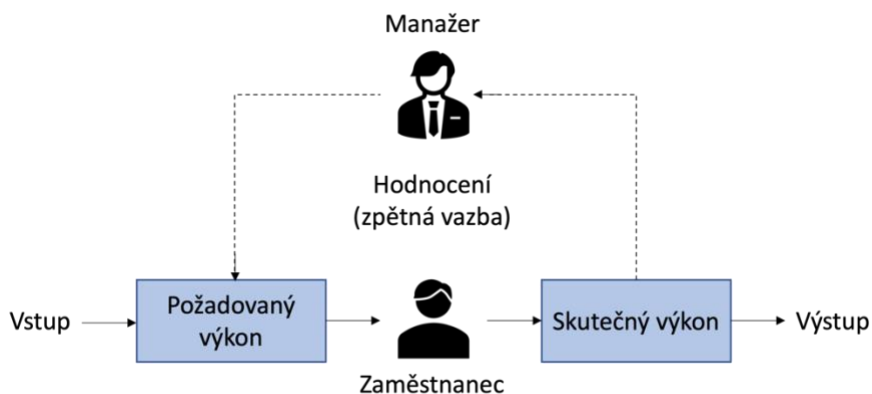 Manažer
Hodnocení
(zpětná vazba)
Vstup
Požadovaný
výkon
Skutečný výkon
Výstup
Zaměstnanec